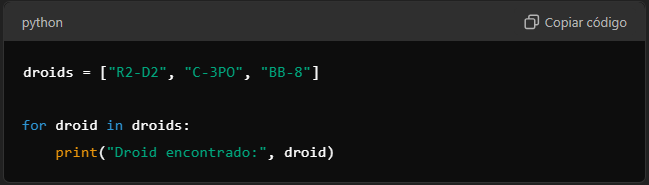 python
Copiar código
droids = ["R2-D2", "C-3PO", "BB-8"]
for droid in droids:
    print("Droid encontrado:", droid)